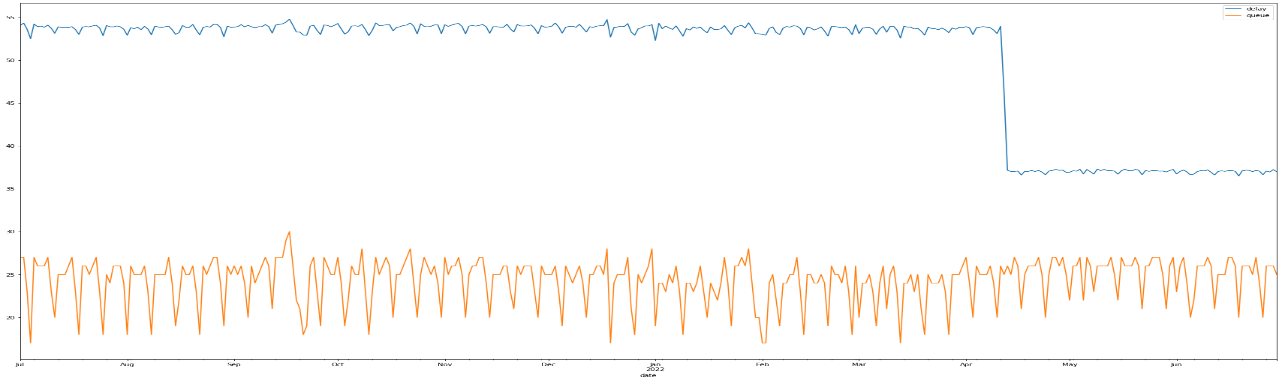 delay
queue
55
50
45
40
35
30
25
20
Jul
Aug
Sep
Oct
Nov
Dec
Jan
2022
Feb
Mar
Apr
May
Jun
date